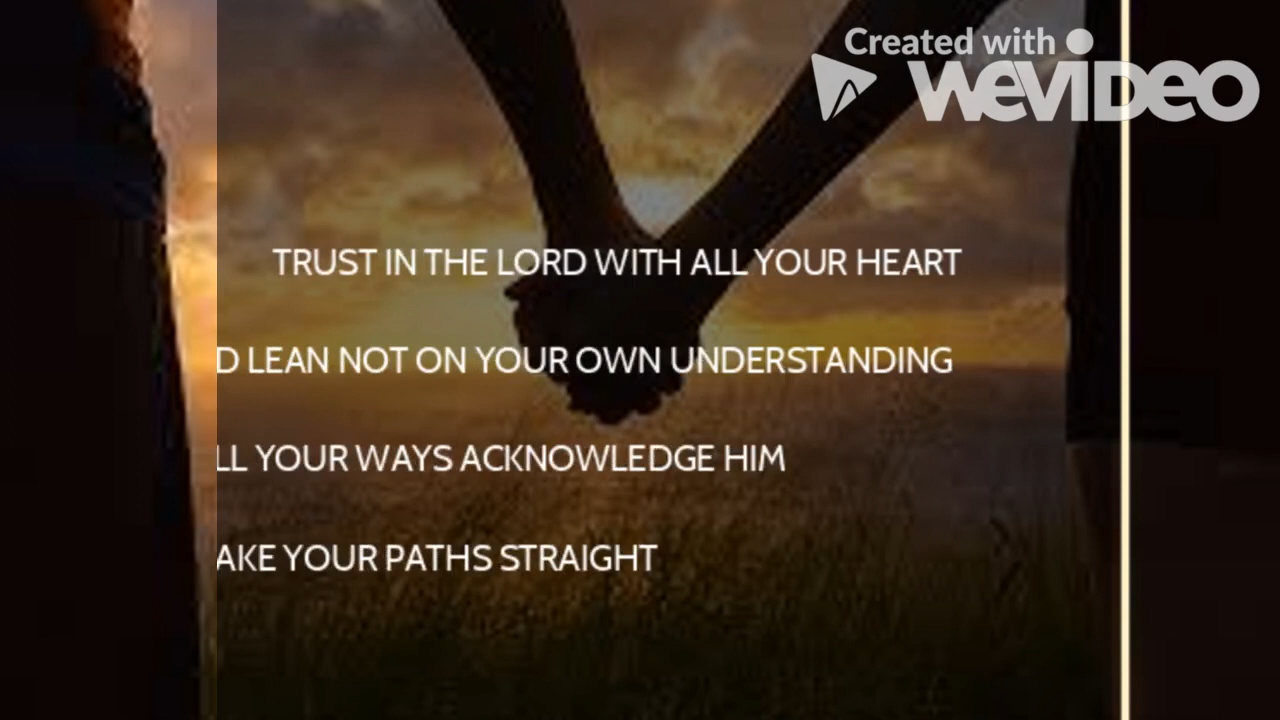 Created with
WeVideo
TRUST IN THE LORD WITH ALL YOUR HEART
D LEAN NOT ON YOUR OWN UNDERSTANDING
LL YOUR WAYS ACKNOWLEDGE HIM
AKE YOUR PATHS STRAIGHT